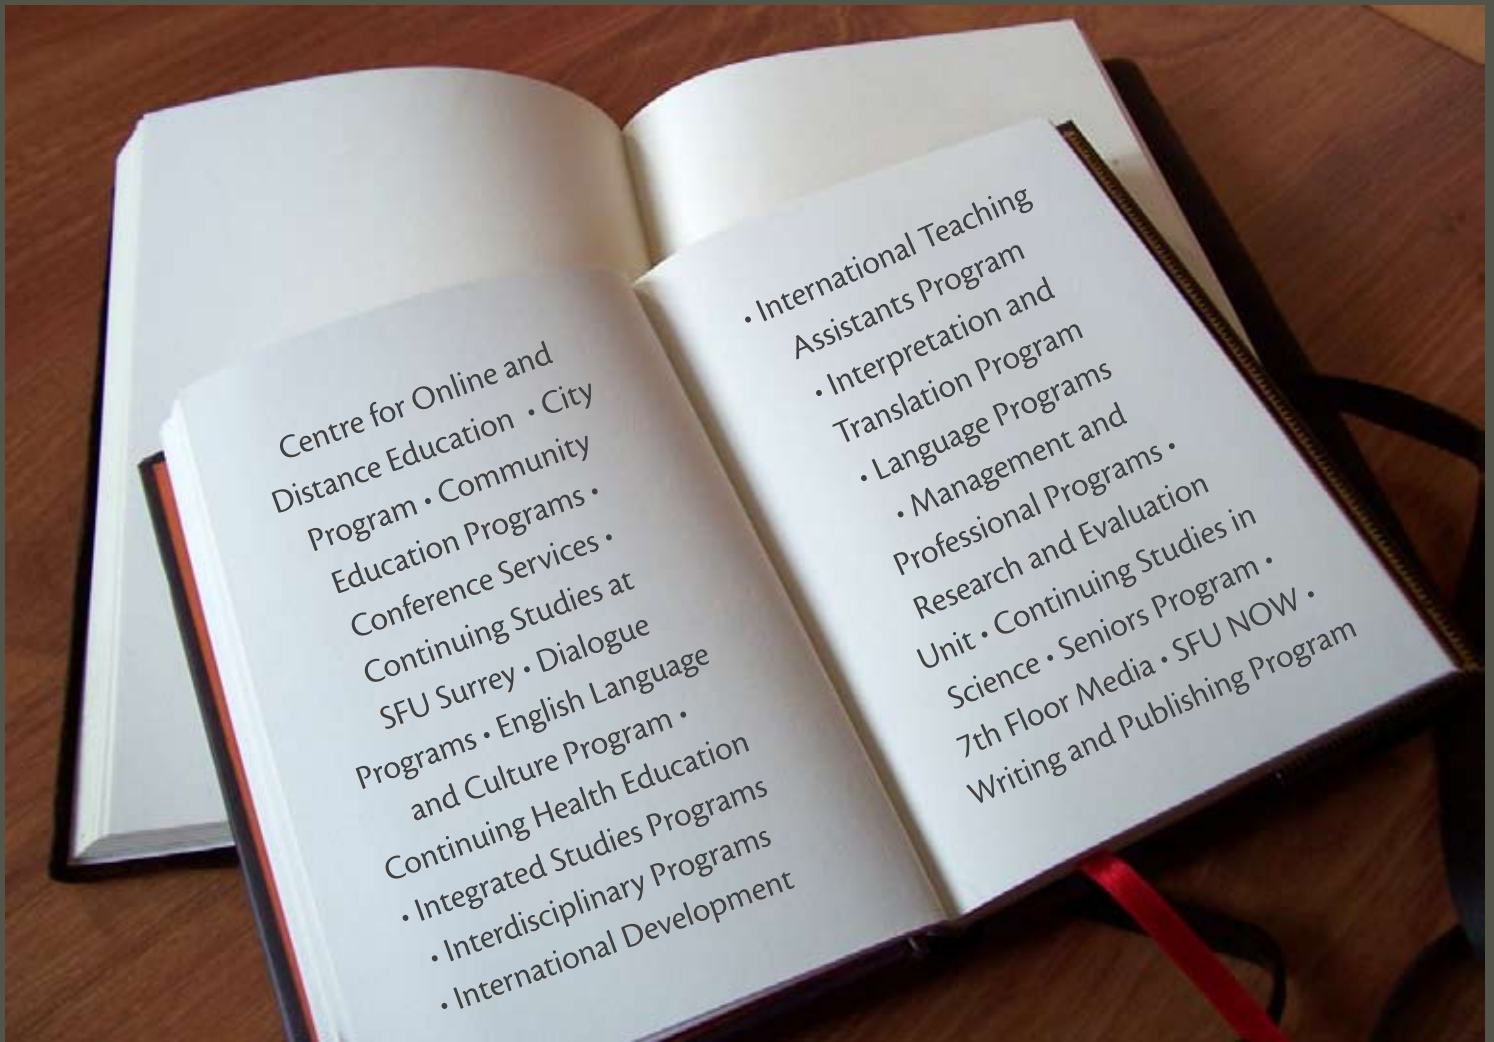 Centre for Online and
Distance Education • City
Program • Community
Education Programs •
Conference Services •
Continuing Studies at
SFU Surrey • Dialogue
Programs • English Language
and Culture Program •
Continuing Health Education
• Integrated Studies Programs
• Interdisciplinary Programs
• International Development
• International Teaching
Assistants Program
• Interpretation and
Translation Program
• Language Programs
• Management and
Professional Programs •
Research and Evaluation
Unit • Continuing Studies in
Science • Seniors Program •
7th Floor Media • SFU NOW •
Writing and Publishing Program